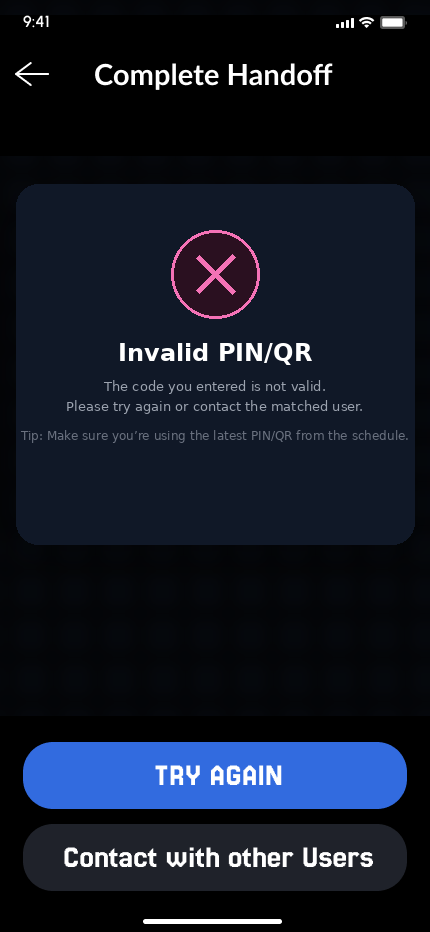 9:41
Complete Handoff
Invalid PIN/QR
The code you entered is not valid.
Please try again or contact the matched user.
Tip: Make sure you’re using the latest PIN/QR from the schedule.
TRY AGAIN
Contact with other Users